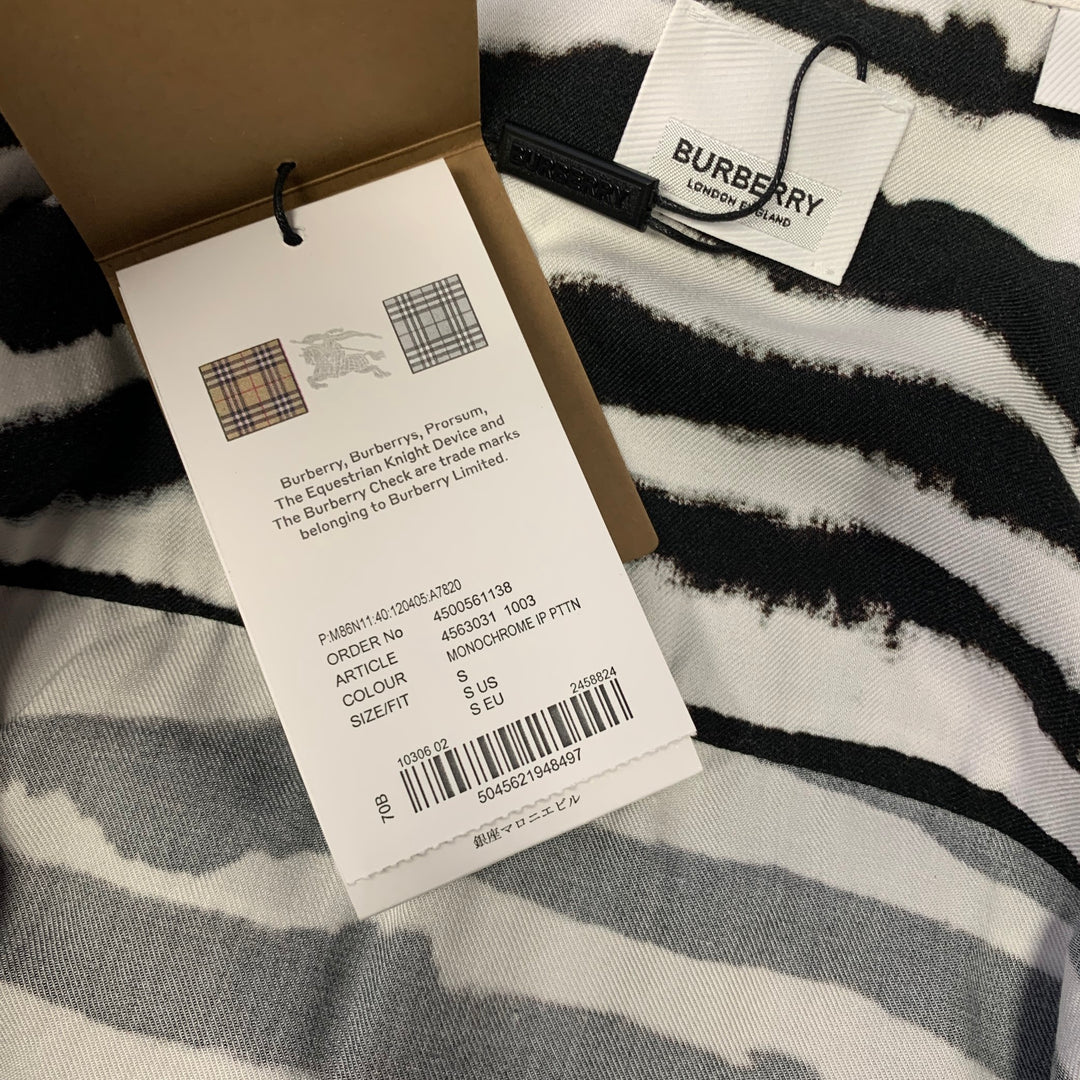 BURBERRY
BURBERRY
LONDON ENGLAND
Burberry, Burberrys, Prorsum,
The Equestrian Knight Device and
The Burberry Check are trade marks
belonging to Burberry Limited.
P:M86N11:40:120405:A7820
ORDER No 4500561138
ARTICLE 4563031 1003
COLOUR MONOCHROME IP PTTN
SIZE/FIT S
S US
S EU
10306 02 2458824
70B
5045621948497
銀座マロニエビル